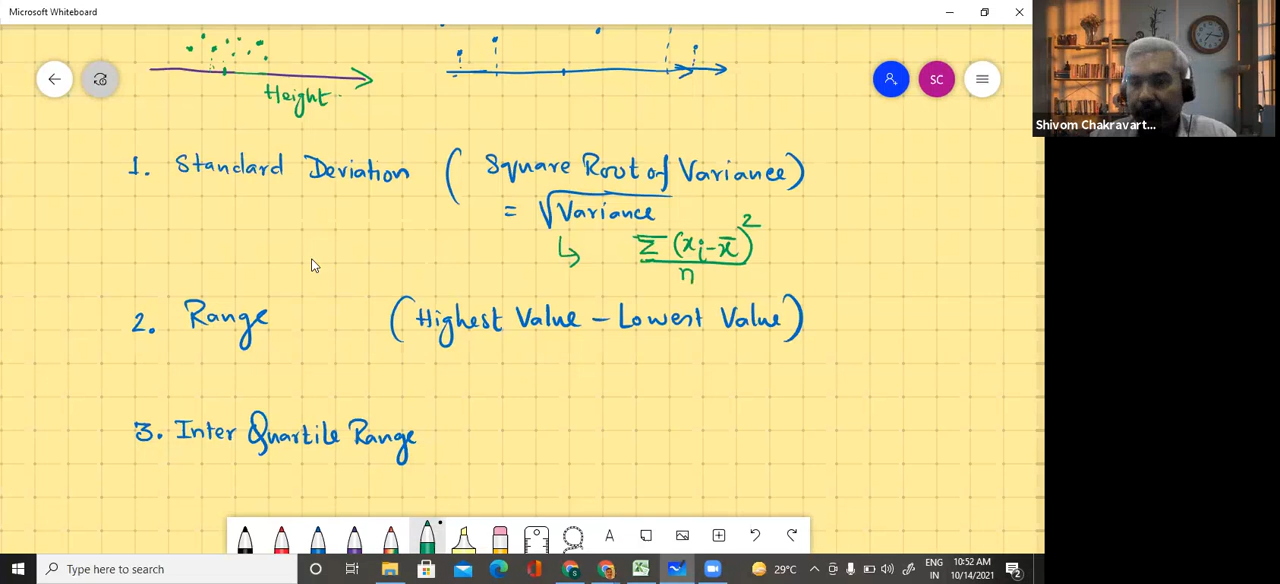 Microsoft Whiteboard
Height
SC
Shivom Chakravart...
1. Standard Deviation (Square Root of Variance)
= √Variance
↳ Σ(xi-x̄)²
n
2. Range (Highest Value - Lowest Value)
3. Inter Quartile Range
A
Type here to search
29°C
ENG
IN
10:52 AM
10/14/2021
2